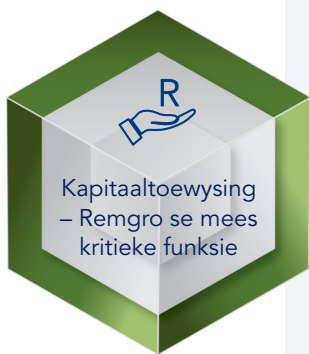 R
Kapitaaltoewysing
– Remgro se mees
kritieke funksie